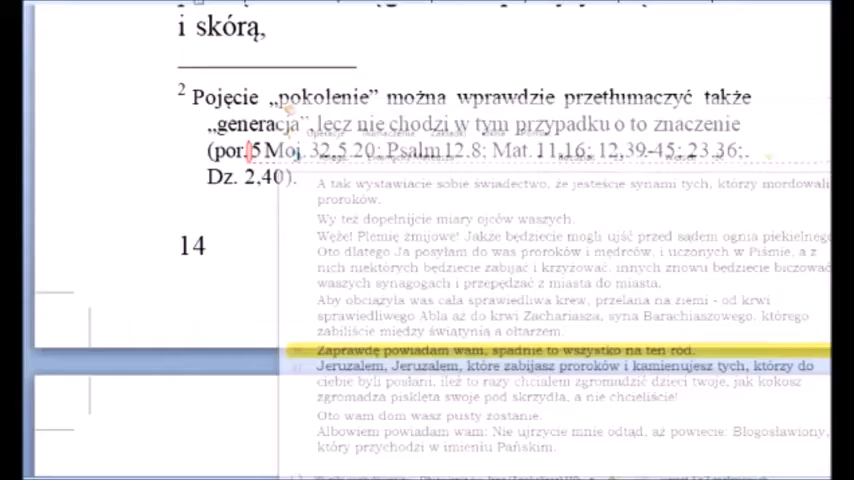 i skórą,
2 Pojęcie „pokolenie” można wprawdzie przetłumaczyć także
„generacja”, lecz nie chodzi w tym przypadku o to znaczenie
(por. 5 Moj. 32,5.20; Psalm 12.8; Mat. 11,16; 12,39-45; 23.36;.
Dz. 2,40).
A tak wystawiacie sobie świadectwo, że jesteście synami tych, którzy mordowali
proroków.
Wy też dopełnijcie miary ojców waszych.
14
Węże! Plemię żmijowe! Jakże będziecie mogli ujść przed sądem ognia piekielnego
Oto dlatego Ja posyłam do was proroków i mędrców, i uczonych w Piśmie, a z
nich niektórych będziecie zabijać i krzyżować, innych znowu będziecie biczować
waszych synagogach i przepędzać z miasta do miasta.
Aby obciążyła was cała sprawiedliwa krew, przelana na ziemi - od krwi
sprawiedliwego Abla aż do krwi Zachariasza, syna Barachiaszowego, którego
zabiliście między świątynią a ołtarzem.
Zaprawdę powiadam wam, spadnie to wszystko na ten ród.
Jeruzalem, Jeruzalem, które zabijasz proroków i kamienujesz tych, którzy do
ciebie byli posłani, ileż to razy chciałem zgromadzić dzieci twoje, jak kokosz
zgromadza pisklęta swoje pod skrzydła, a nie chcieliście!
Oto wam dom wasz pusty zostanie.
Albowiem powiadam wam: Nie ujrzycie mnie odtąd, aż powiecie: Błogosławiony,
który przychodzi w imieniu Pańskim.